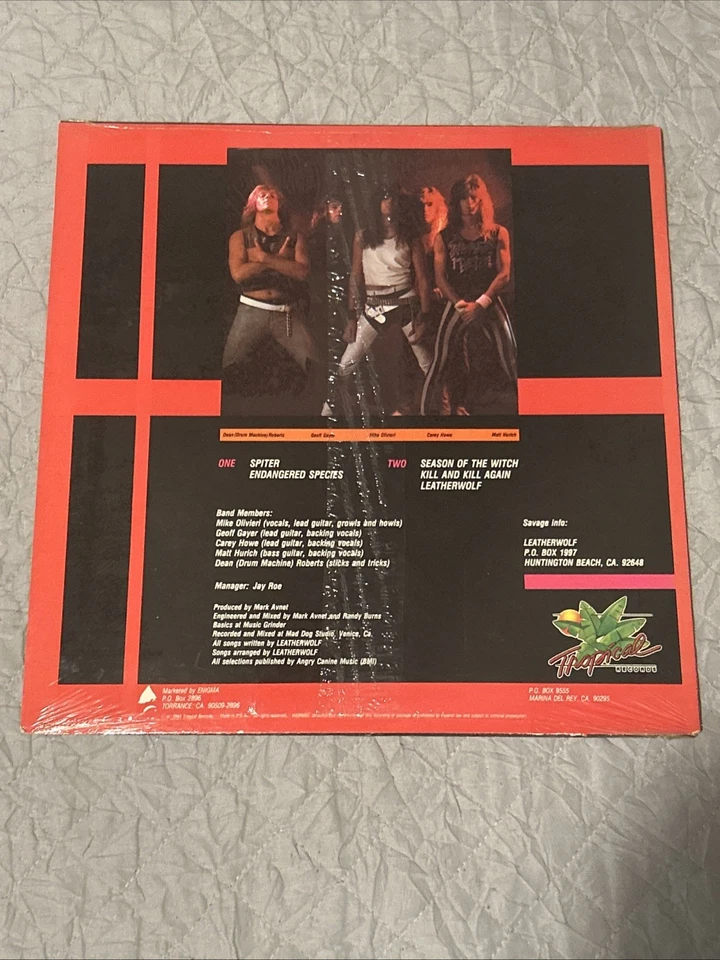 Dean (Drum Machine) Roberts Geoff Gayer Mike Olivieri Carey Howe Matt Hurich
ONE SPITER
ENDANGERED SPECIES
TWO SEASON OF THE WITCH
KILL AND KILL AGAIN
LEATHERWOLF
Band Members:
Mike Olivieri (vocals, lead guitar, growls and howls)
Geoff Gayer (lead guitar, backing vocals)
Carey Howe (lead guitar, backing vocals)
Matt Hurich (bass guitar, backing vocals)
Dean (Drum Machine) Roberts (sticks and tricks)
Manager: Jay Roe
Produced by Mark Avnet
Engineered and Mixed by Mark Avnet and Randy Burns
Basics at Music Grinder
Recorded and Mixed at Mad Dog Studio, Venice, Ca.
All songs written by LEATHERWOLF
Songs arranged by LEATHERWOLF
All selections published by Angry Canine Music (BMI)
Savage info:
LEATHERWOLF
P.O. BOX 1997
HUNTINGTON BEACH, CA. 92648
Tropical
RECORDS
Marketed by ENIGMA
P.O. Box 2896
TORRANCE, CA. 90509-2896
P.O. BOX 9555
MARINA DEL REY, CA. 90295